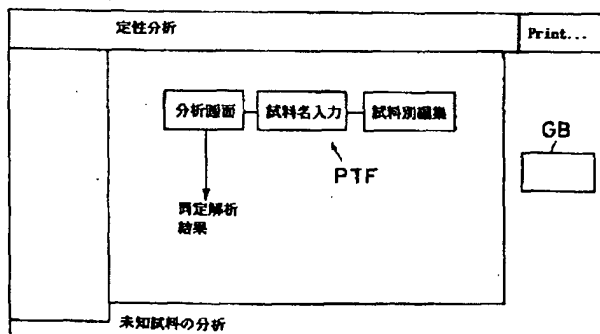 定性分析
Print...
分析画面
試料名入力
試料別編集
GB
PTF
同定解析
結果
未知試料の分析